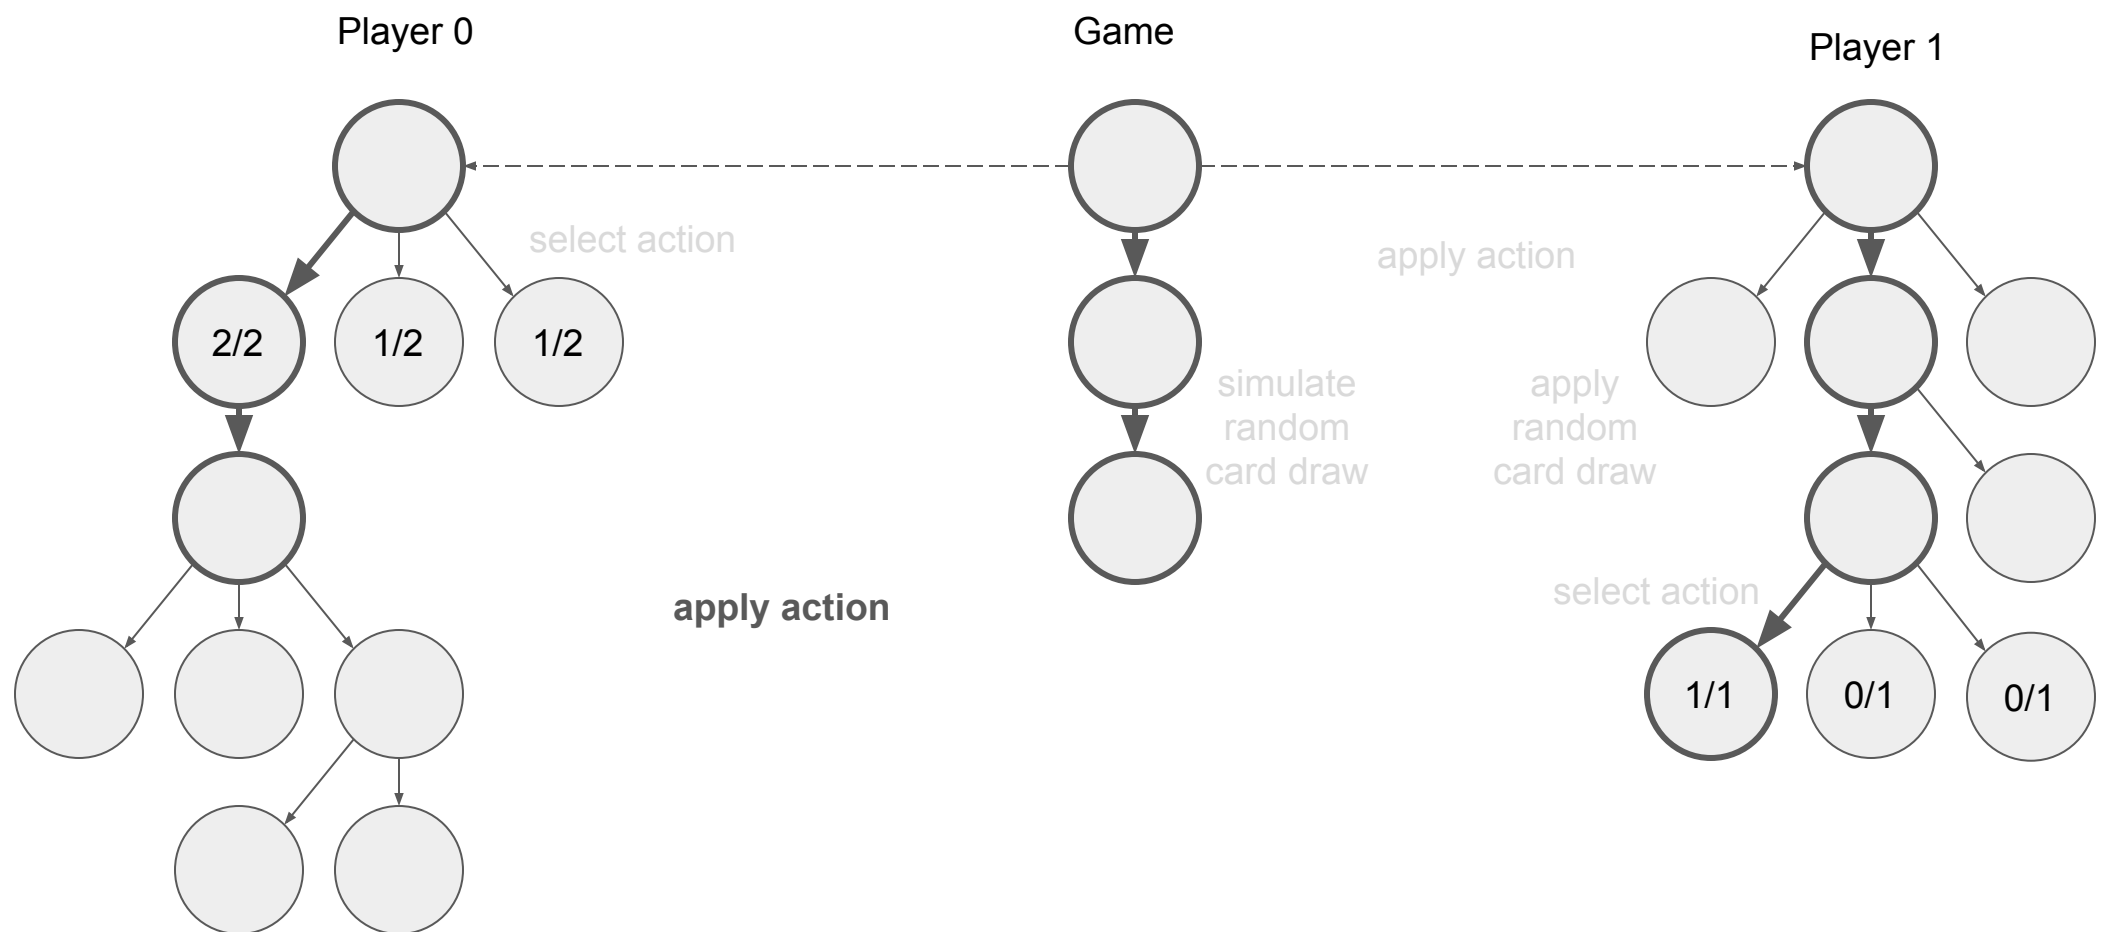 Player 0
Game
Player 1
select action
apply action
2/2
1/2
1/2
simulate
random
card draw
apply
random
card draw
apply action
select action
1/1
0/1
0/1